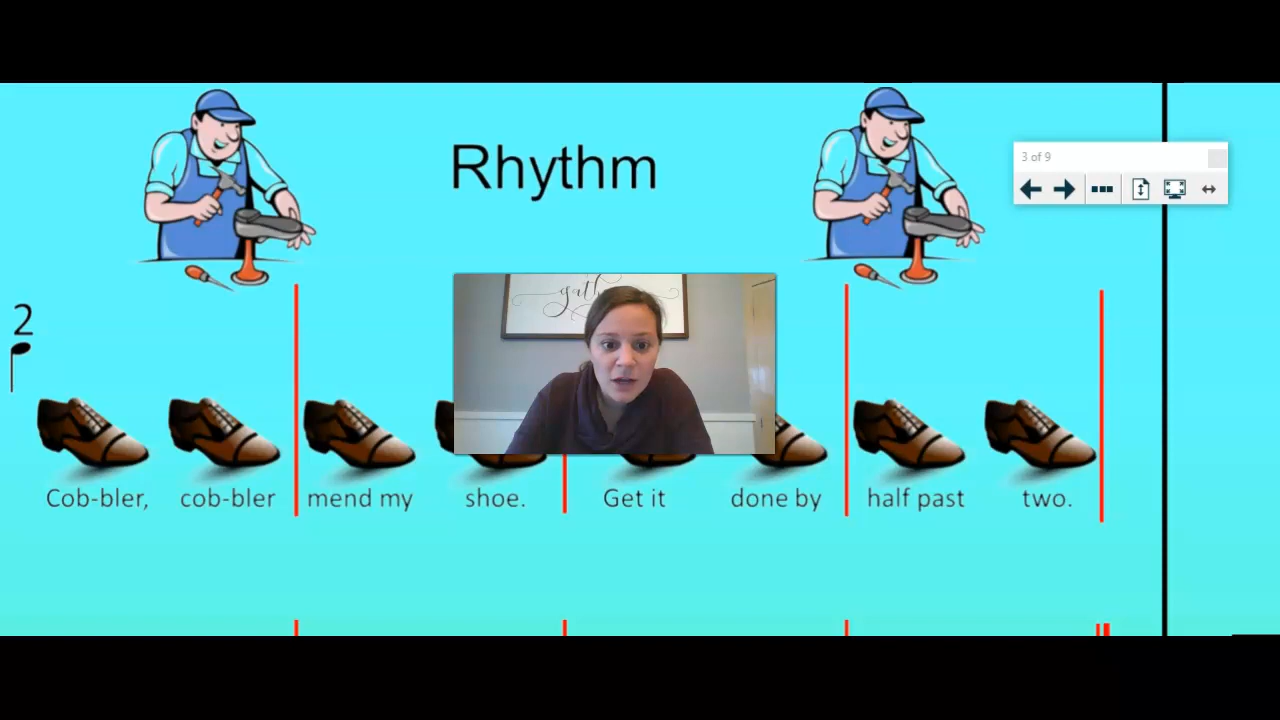 Rhythm
3 of 9
gath
2
Cob-bler, cob-bler mend my shoe. Get it done by half past two.